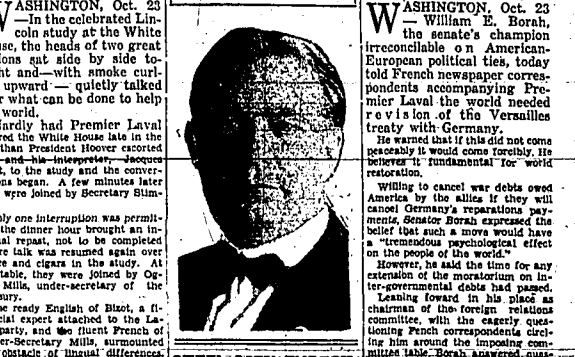 WASHINGTON, Oct. 23
—In the celebrated Lin-
coln study at the White
use, the heads of two great
ions sat side by side to-
ht and—with smoke curl-
upward — quietly talked
r what can be done to help
world.
Hardly had Premier Laval
red the White House late in the
than President Hoover escorted
and his interpreter, Jacques
t, to the study and the conver-
ons began. A few minutes later
were joined by Secretary Stim-
ly one interruption was permit-
the dinner hour brought an in-
al repast, not to be completed
re talk was resumed again over
e and cigars in the study. At
table, they were joined by Og-
Mills, under-secretary of the
sury.
he ready English of Bizot, a fi-
cial expert attached to the La-
party, and the fluent French of
er-Secretary Mills, surmounted
obstacle of lingual differences.
WASHINGTON, Oct. 23
— William E. Borah,
the senate's champion
irreconcilable on American-
European political ties, today
told French newspaper corres-
pondents accompanying Pre-
mier Laval the world needed
revision of the Versailles
treaty with Germany.
He warned that if this did not come
peaceably it would come forcibly. He
believes it fundamental for world
restoration.
Willing to cancel war debts owed
America by the allies if they will
cancel Germany's reparations pay-
ments, Senator Borah expressed the
belief that such a move would have
a "tremendous psychological effect
on the people of the world."
However, he said the time for any
extension of the moratorium on in-
ter-governmental debts had passed.
Leaning foward in his place as
chairman of the foreign relations
committee, with the eagerly ques-
tioning Fench correspondents circl-
ing him around the imposing com-
mittee table, Borah answered ques-